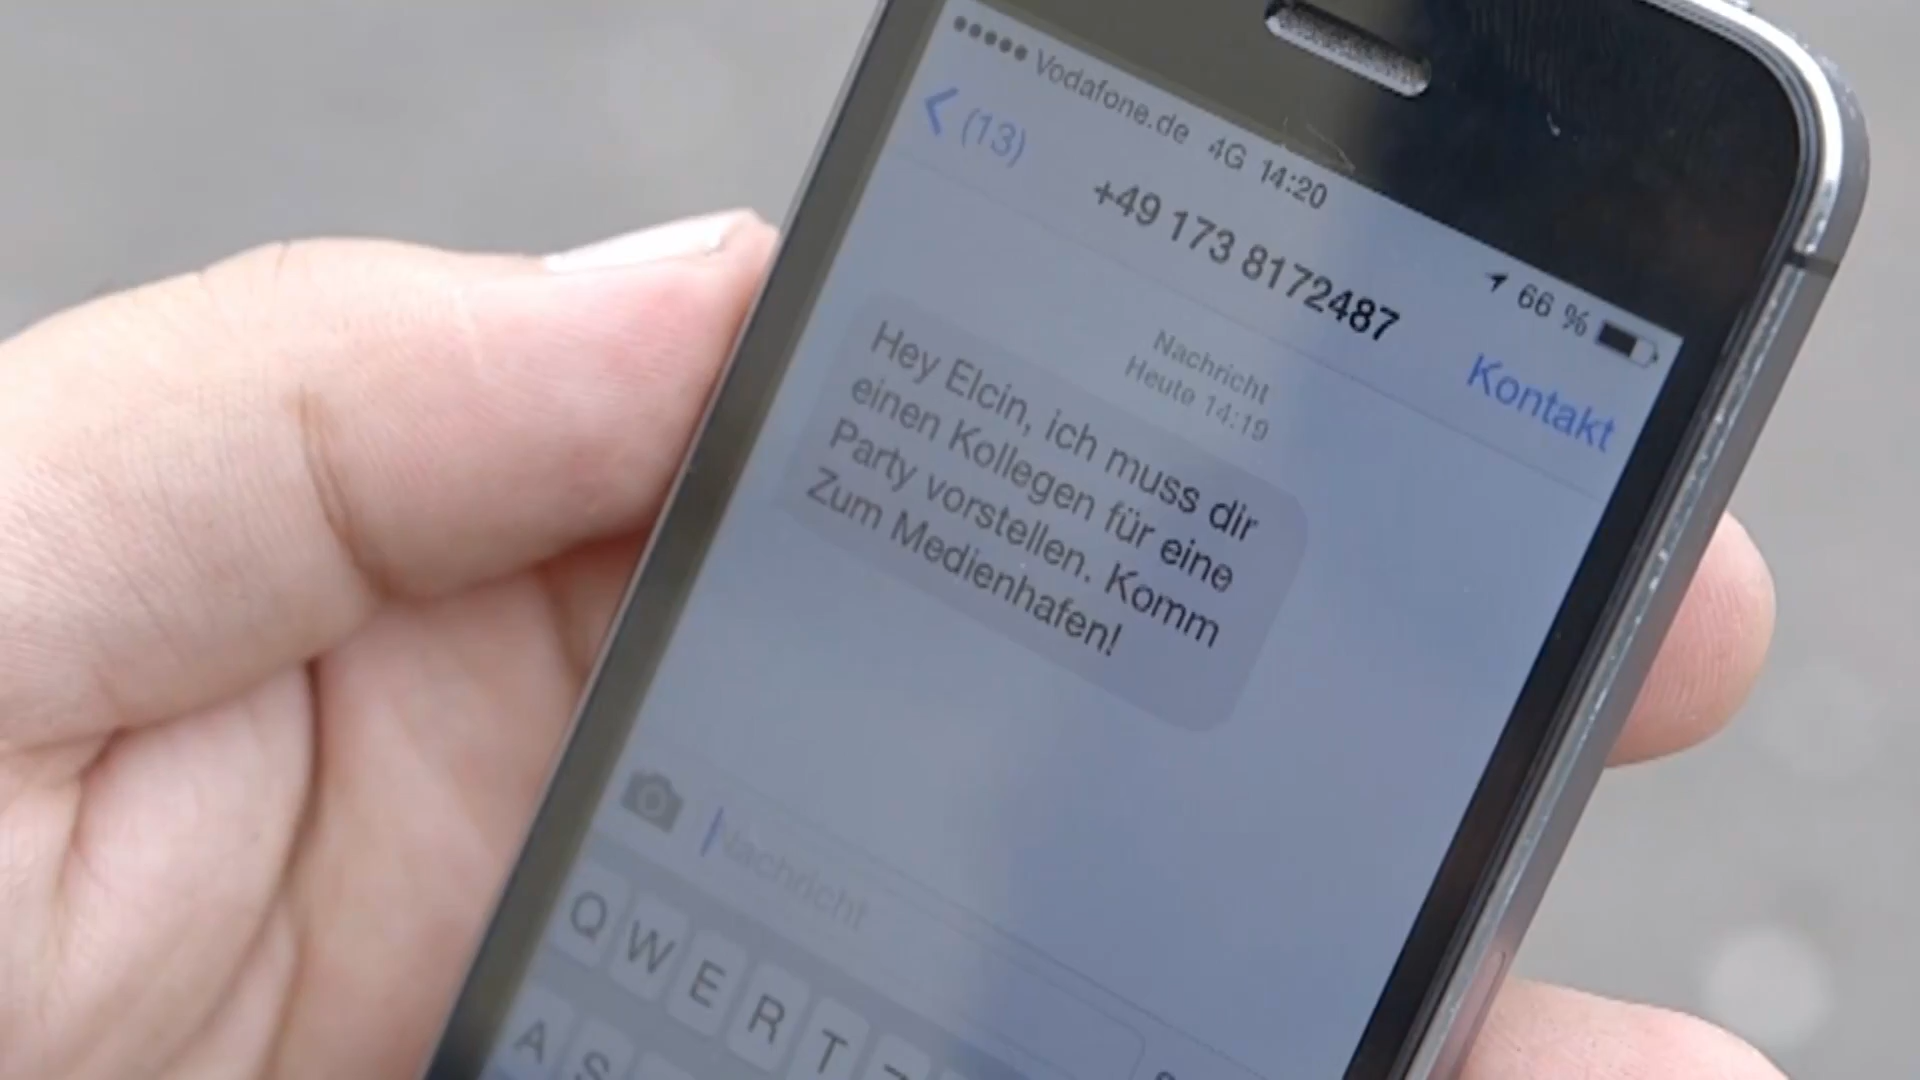 ●●●●● Vodafone.de 4G 14:20 66 %
(13) +49 173 8172487 Kontakt
Nachricht
Heute 14:19
Hey Elcin, ich muss dir
einen Kollegen für eine
Party vorstellen. Komm
Zum Medienhafen!
Nachricht
Q W E R T
A S